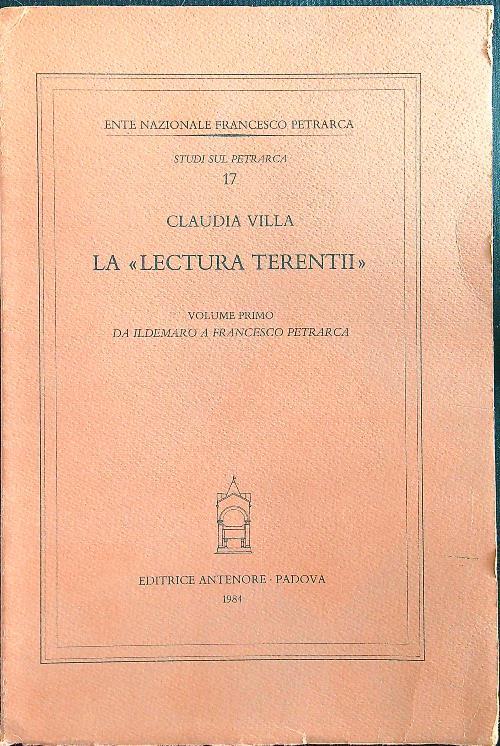 ENTE NAZIONALE FRANCESCO PETRARCA
STUDI SUL PETRARCA
17
CLAUDIA VILLA
LA «LECTURA TERENTII»
VOLUME PRIMO
DA ILDEMARO A FRANCESCO PETRARCA
EDITRICE ANTENORE · PADOVA
1984